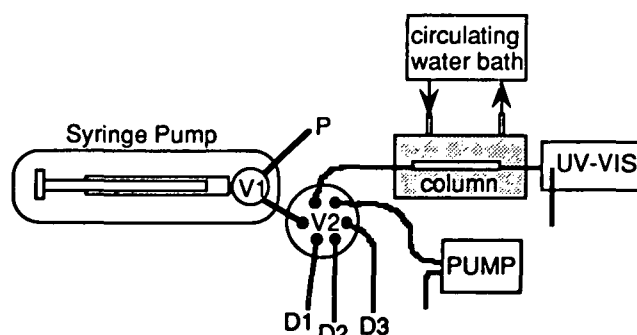 circulating
water bath
Syringe Pump
P
V1
column
UV-VIS
V2
PUMP
D1
D2
D3